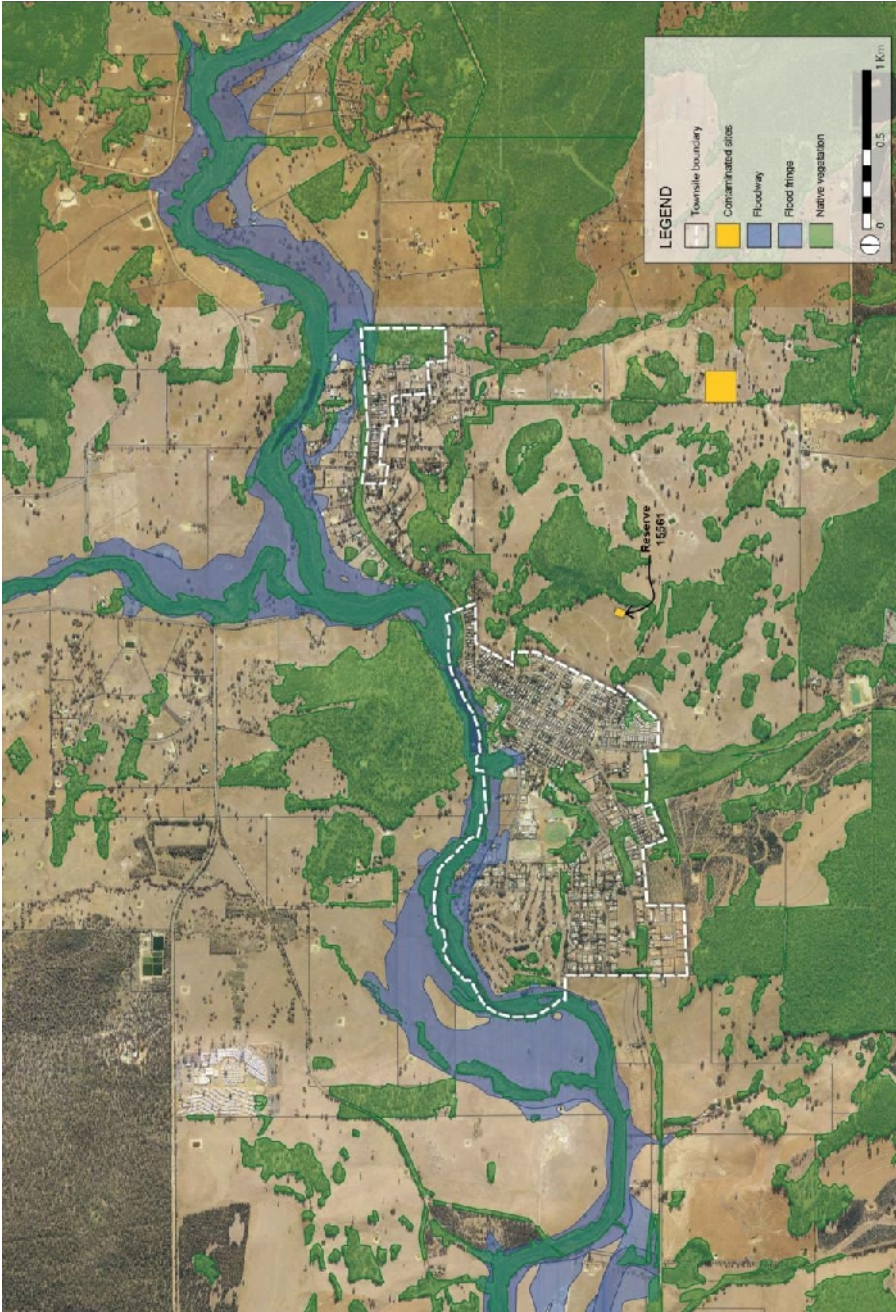 LEGEND
Townsite boundary
Contaminated sites
Floodway
Flood fringe
Native vegetation
0
0.5
1 Km
Reserve
15561